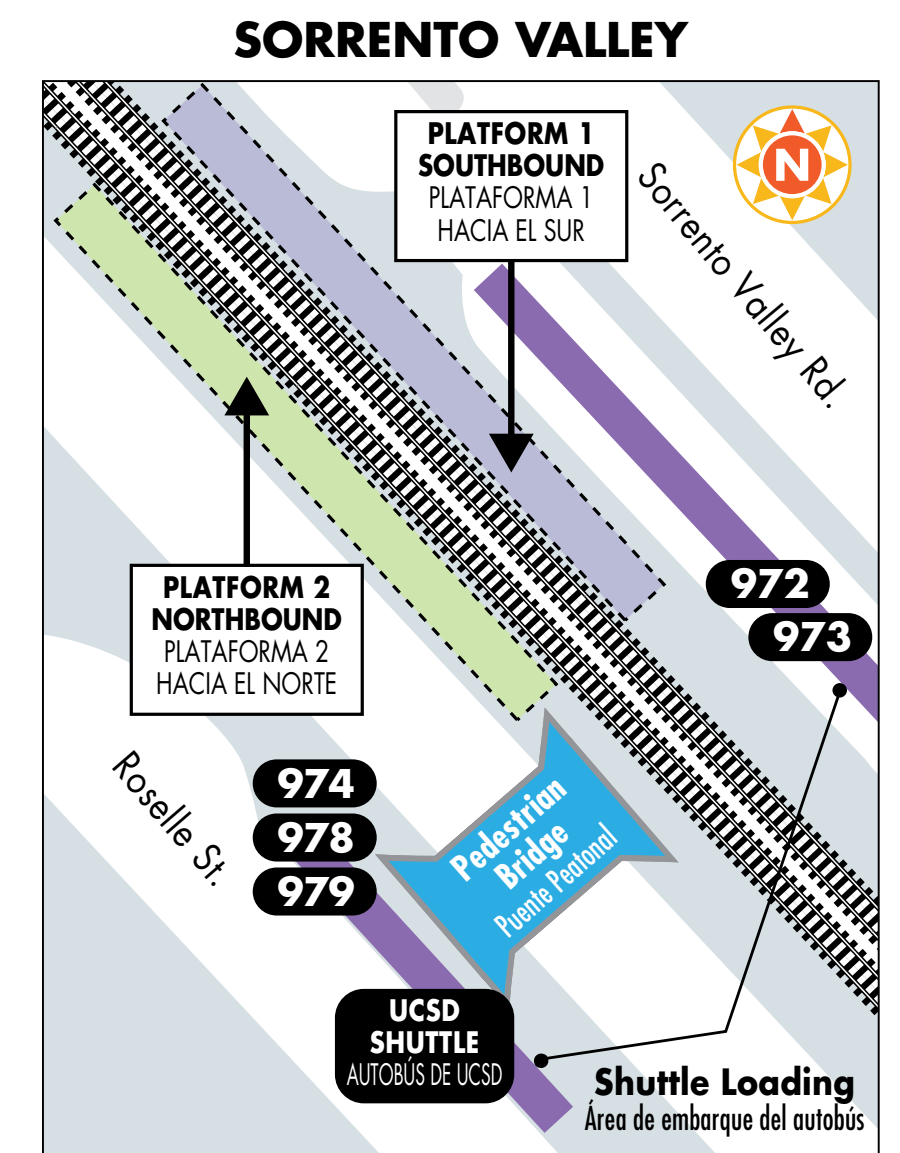 SORRENTO VALLEY
PLATFORM 1
SOUTHBOUND
PLATAFORMA 1
HACIA EL SUR
N
Sorrento Valley Rd.
972
973
PLATFORM 2
NORTHBOUND
PLATAFORMA 2
HACIA EL NORTE
Roselle St.
974
978
979
Pedestrian
Bridge
Puente Peatonal
UCSD
SHUTTLE
AUTOBÚS DE UCSD
Shuttle Loading
Área de embarque del autobús